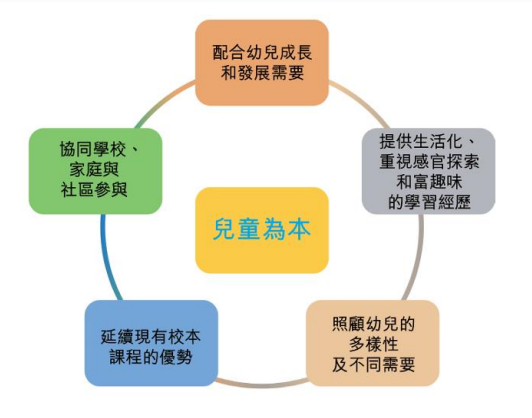 配合幼兒成長
和發展需要
提供生活化、
重視感官探索
和富趣味
的學習經歷
照顧幼兒的
多樣性
及不同需要
延續現有校本
課程的優勢
協同學校、
家庭與
社區參與
兒童為本